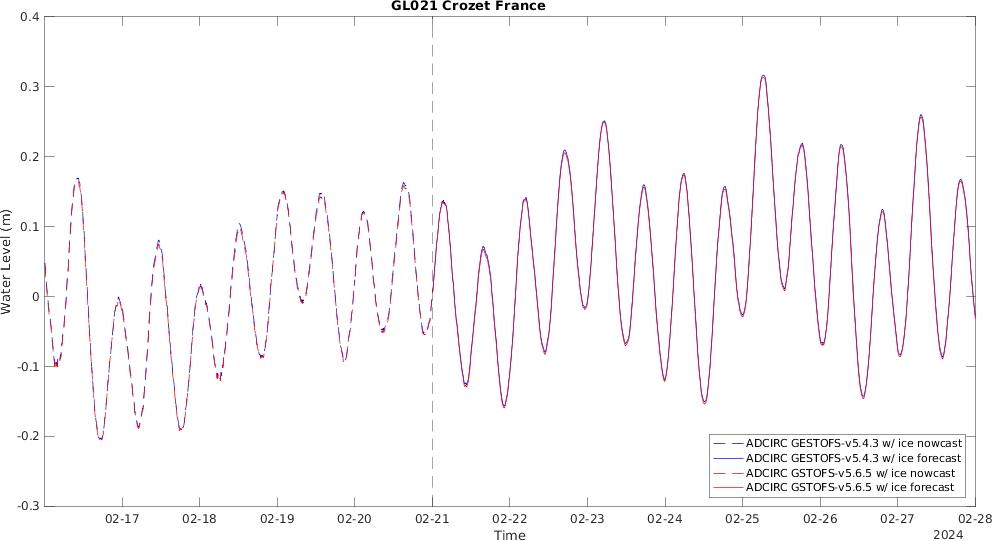 GL021 Crozet France
0.4
0.3
0.2
0.1
0
-0.1
-0.2
-0.3
Water Level (m)
ADCIRC GESTOFS-v5.4.3 w/ ice nowcast
ADCIRC GESTOFS-v5.4.3 w/ ice forecast
ADCIRC GSTOFS-v5.6.5 w/ ice nowcast
ADCIRC GSTOFS-v5.6.5 w/ ice forecast
02-17 02-18 02-19 02-20 02-21 02-22 02-23 02-24 02-25 02-26 02-27 02-28
Time
2024